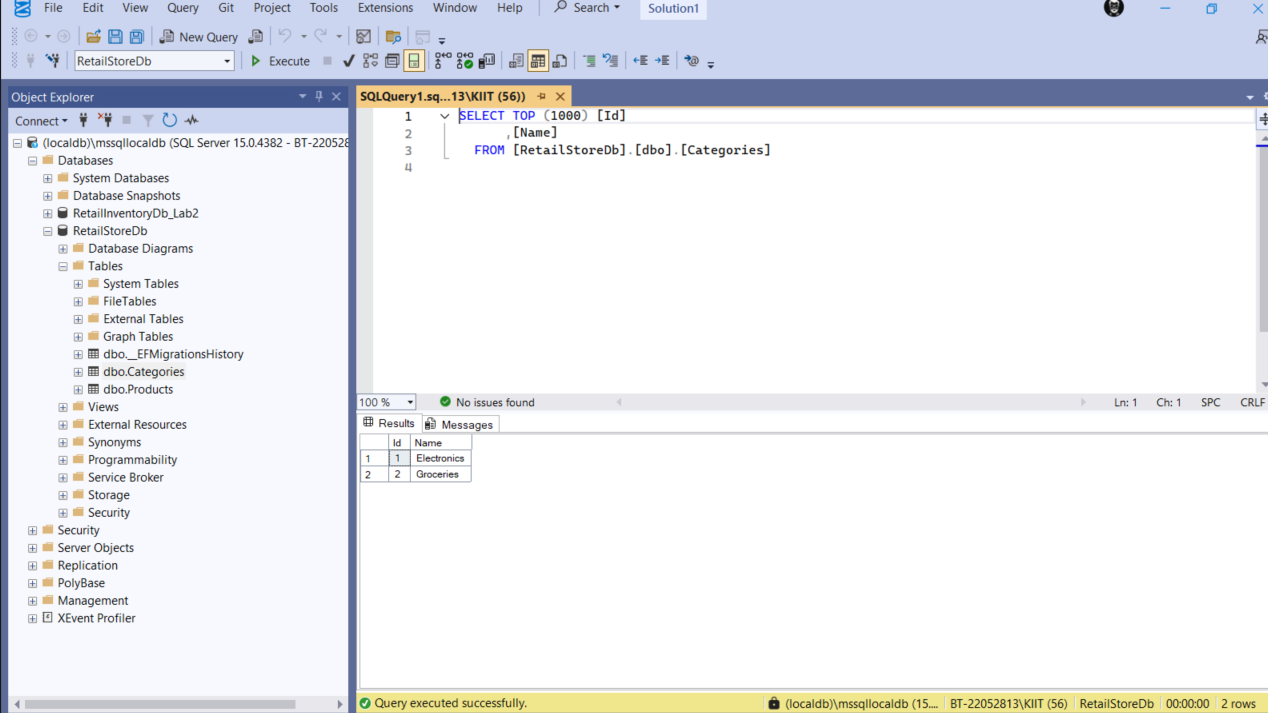 File Edit View Query Git Project Tools Extensions Window Help Search Solution1
New Query
RetailStoreDb Execute
Object Explorer
Connect
(localdb)\mssqllocaldb (SQL Server 15.0.4382 - BT-220528
Databases
System Databases
Database Snapshots
RetailInventoryDb_Lab2
RetailStoreDb
Database Diagrams
Tables
System Tables
FileTables
External Tables
Graph Tables
dbo.__EFMigrationsHistory
dbo.Categories
dbo.Products
Views
External Resources
Synonyms
Programmability
Service Broker
Storage
Security
Security
Server Objects
Replication
PolyBase
Management
XEvent Profiler
SQLQuery1.sq...13\KIIT (56))
1 SELECT TOP (1000) [Id]
2 ,[Name]
3 FROM [RetailStoreDb].[dbo].[Categories]
4
100 % No issues found Ln: 1 Ch: 1 SPC CRLF
Results Messages
Id Name
1 1 Electronics
2 2 Groceries
Query executed successfully. (localdb)\mssqllocaldb (15.... BT-22052813\KIIT (56) RetailStoreDb 00:00:00 2 rows